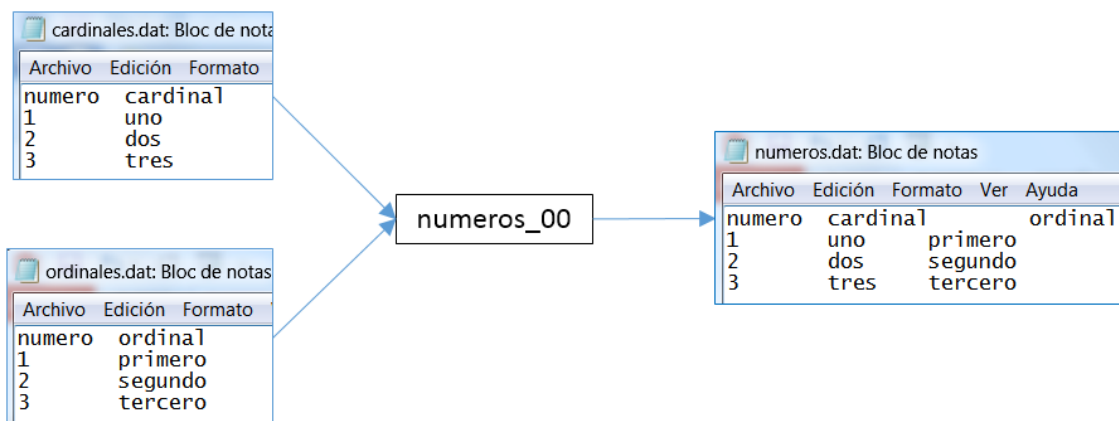 cardinales.dat: Bloc de nota
Archivo Edición Formato
numero cardinal
1 uno
2 dos
3 tres
ordinales.dat: Bloc de notas
Archivo Edición Formato
numero ordinal
1 primero
2 segundo
3 tercero
numeros_00
numeros.dat: Bloc de notas
Archivo Edición Formato Ver Ayuda
numero cardinal ordinal
1 uno primero
2 dos segundo
3 tres tercero